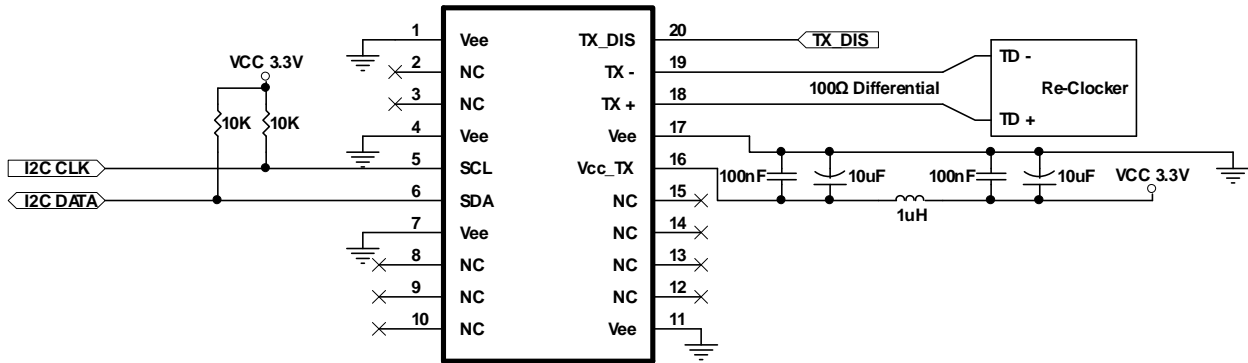 1 Vee TX_DIS 20 TX_DIS
VCC 3.3V 2 NC TX - 19 TD -
100Ω Differential Re-Clocker
3 NC TX + 18 TD +
10K 10K
4 Vee Vee 17
I2C CLK 5 SCL Vcc_TX 16 100nF 10uF 100nF 10uF VCC 3.3V
I2C DATA 6 SDA NC 15
1uH
7 Vee NC 14
8 NC NC 13
9 NC NC 12
10 NC Vee 11